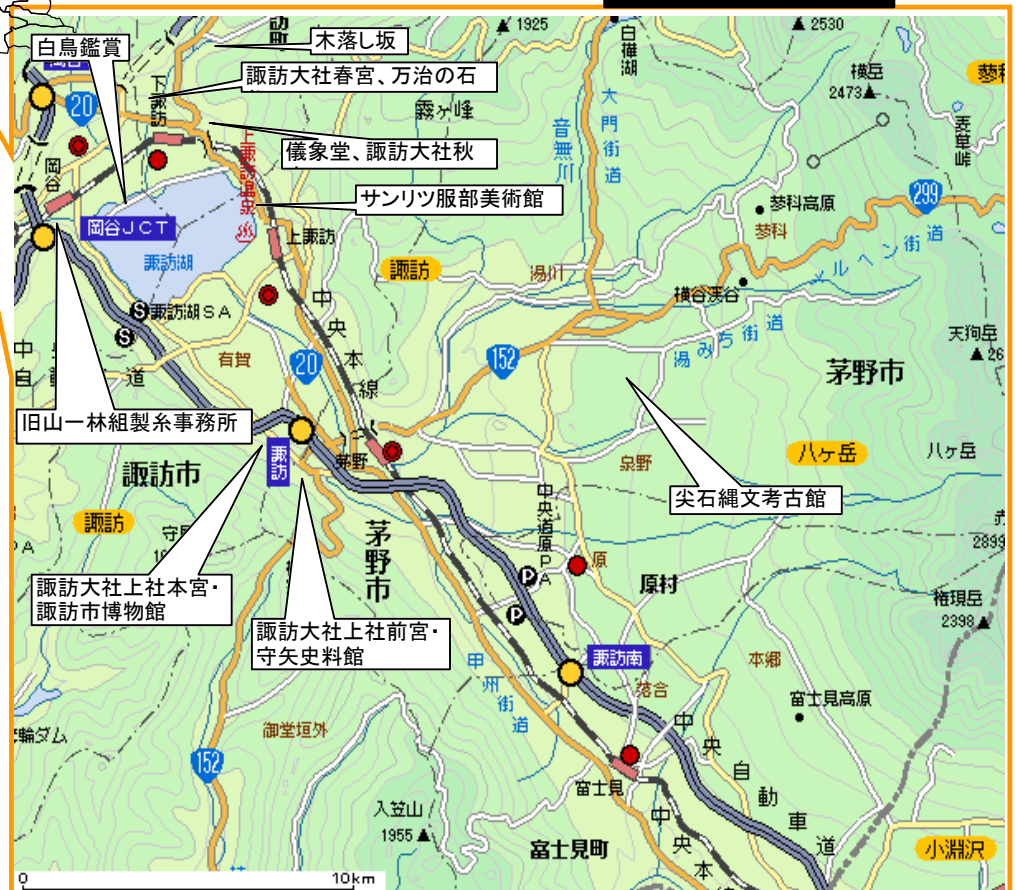 1925
2530
木落し坂
白鳥鑑賞
諏訪大社春宮、万治の石
白樺湖
横岳
2473
蓼科
20
下諏訪
霧ヶ峰
音無川
大門街道
麦草峠
儀象堂、諏訪大社秋
岡谷
上諏訪温泉
サンリツ服部美術館
299
蓼科高原
蓼科
岡谷JCT
上諏訪
諏訪湖
諏訪
湯川
メルヘン街道
横谷渓谷
諏訪湖SA
中央本線
湯みち街道
天狗岳
26
有賀
20
152
茅野市
中
自
道
旧山一林組製糸事務所
諏訪
茅野
泉野
八ヶ岳
八ヶ岳
諏訪市
尖石縄文考古館
諏訪
茅野市
中央道原PA
原
原村
2899
諏訪大社上社本宮・
諏訪市博物館
諏訪大社上社前宮・
守矢史料館
権現岳
2398
諏訪南
本郷
甲州街道
落合
富士見高原
御堂垣外
152
中央自動車道
富士見
入笠山
1955
中央本
富士見町
小淵沢
0
10km